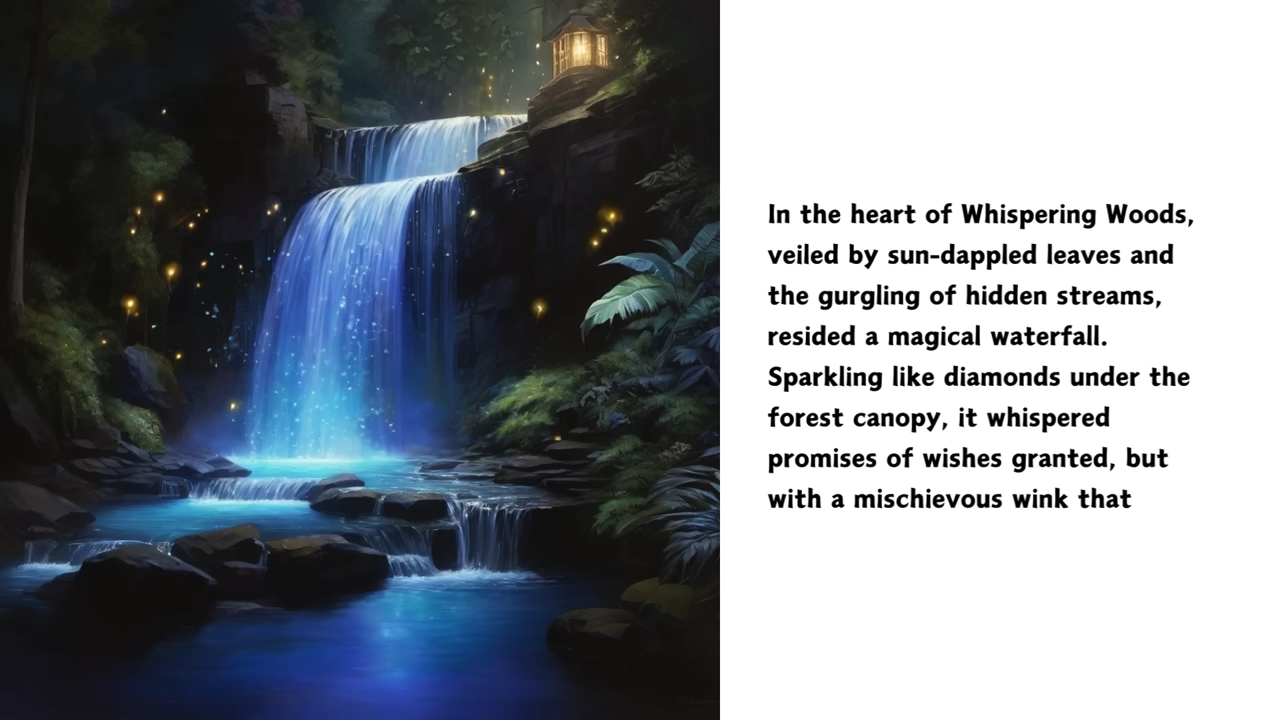 In the heart of Whispering Woods,
veiled by sun-dappled leaves and
the gurgling of hidden streams,
resided a magical waterfall.
Sparkling like diamonds under the
forest canopy, it whispered
promises of wishes granted, but
with a mischievous wink that